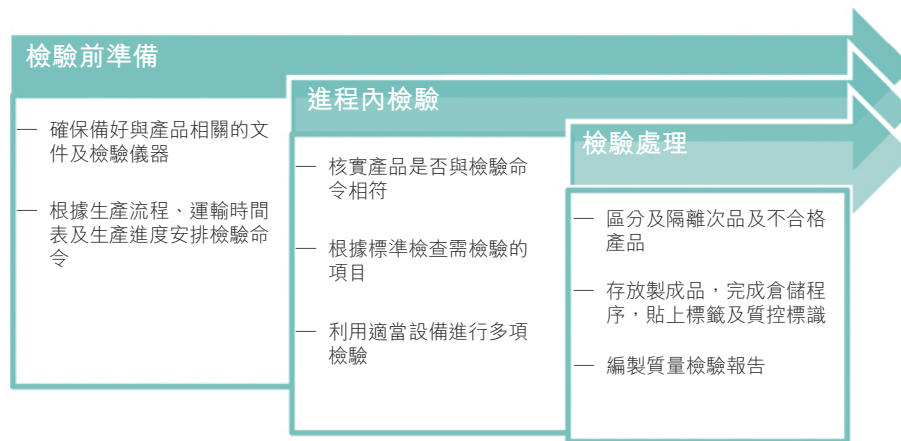 檢驗前準備
— 確保備好與產品相關的文
件及檢驗儀器
— 根據生產流程、運輸時間
表及生產進度安排檢驗命
令
進程內檢驗
— 核實產品是否與檢驗命
令相符
— 根據標準檢查需檢驗的
項目
— 利用適當設備進行多項
檢驗
檢驗處理
— 區分及隔離次品及不合格
產品
— 存放製成品，完成倉儲程
序，貼上標籤及质控標識
— 編製質量檢驗報告